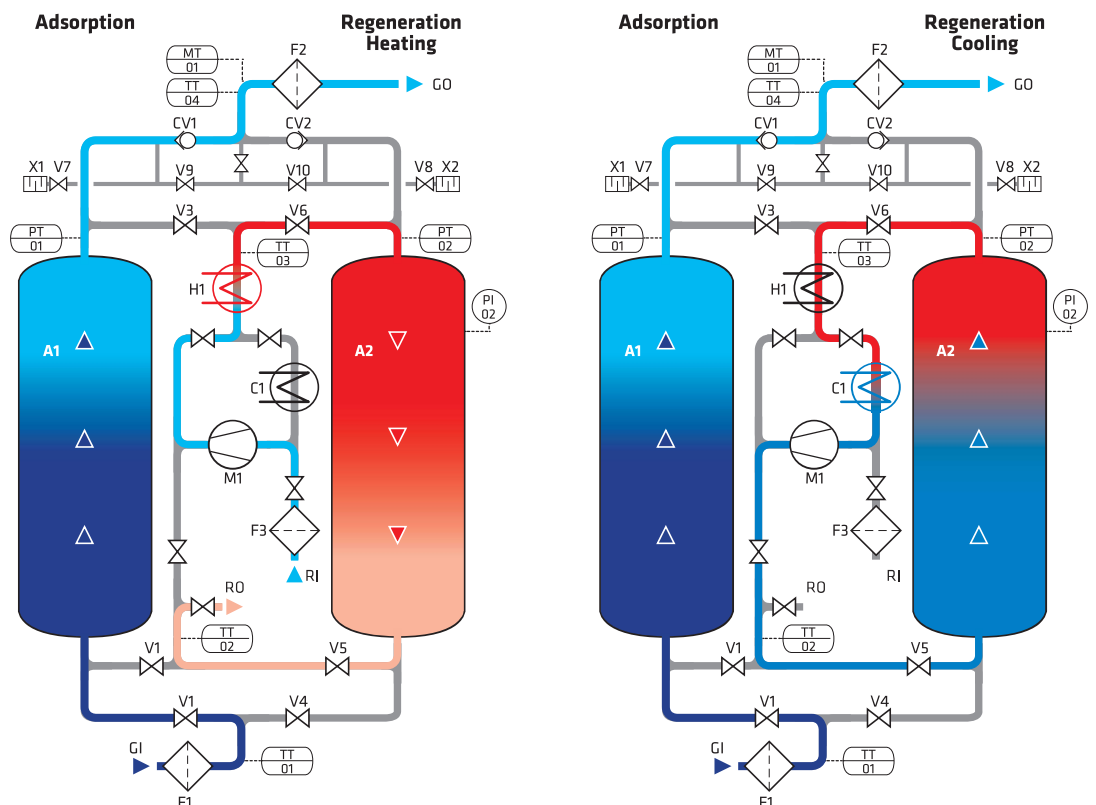 Adsorption
Regeneration
Heating
MT
01
TT
04
F2
GO
CV1
CV2
X1 V7
V9
V10
V8 X2
V3
V6
PT
01
TT
03
PT
02
H1
PI
02
A1
A2
C1
M1
F3
RI
RO
TT
02
V1
V5
V1
V4
GI
TT
01
F1
Adsorption
Regeneration
Cooling
MT
01
TT
04
F2
GO
CV1
CV2
X1 V7
V9
V10
V8 X2
V3
V6
PT
01
TT
03
PT
02
H1
PI
02
A1
A2
C1
M1
F3
RI
RO
TT
02
V1
V5
V1
V4
GI
TT
01
F1